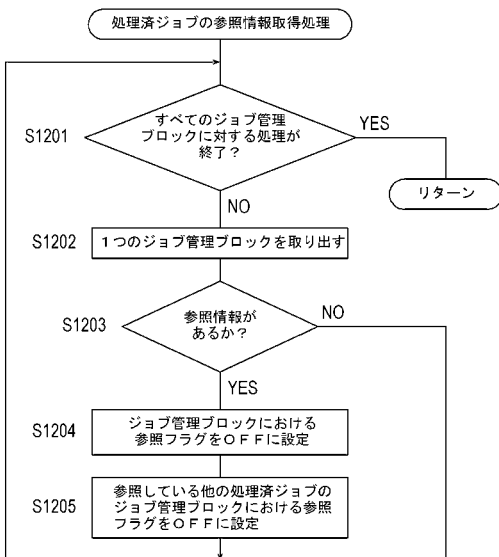 処理済ジョブの参照情報取得処理
すべてのジョブ管理
ブロックに対する処理が
終了？
S1201
YES
リターン
NO
S1202
１つのジョブ管理ブロックを取り出す
参照情報が
あるか？
S1203
NO
YES
S1204
ジョブ管理ブロックにおける
参照フラグをＯＦＦに設定
S1205
参照している他の処理済ジョブの
ジョブ管理ブロックにおける参照
フラグをＯＦＦに設定